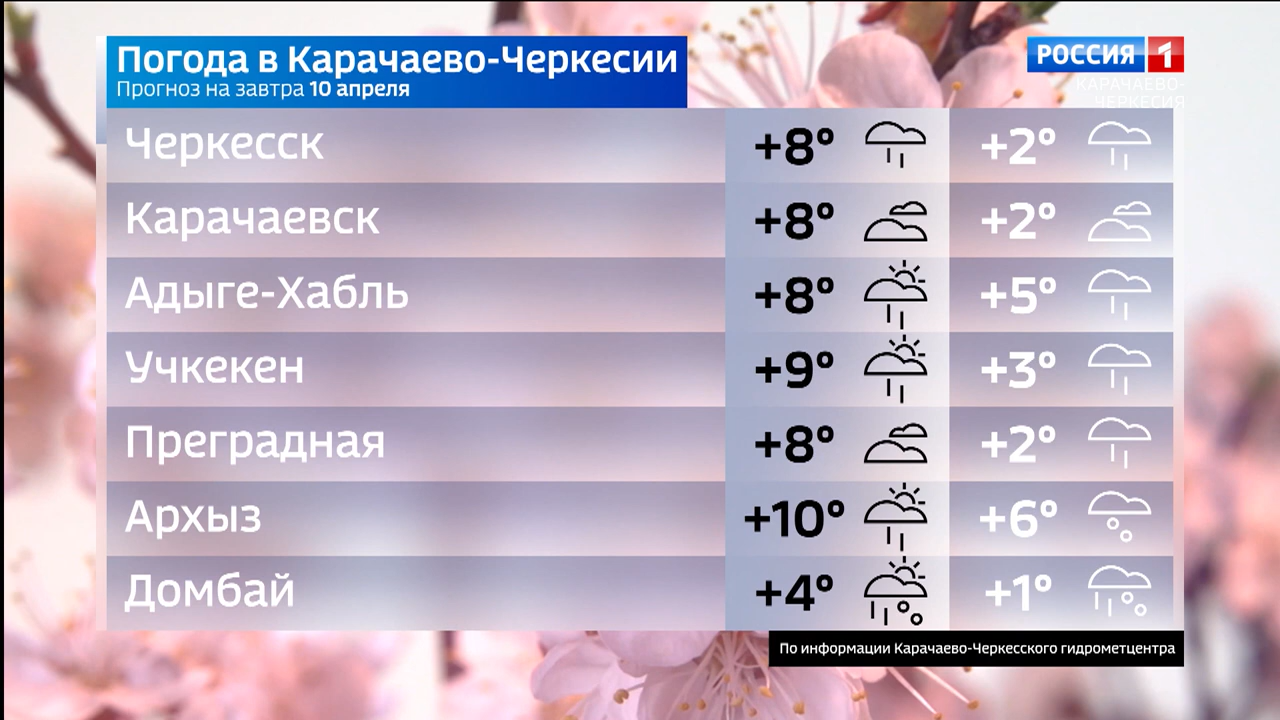 Погода в Карачаево-Черкесии
Прогноз на завтра 10 апреля
РОССИЯ 1
КАРАЧАЕВО-
ЧЕРКЕСИЯ
Черкесск +8° +2°
Карачаевск +8° +2°
Адыге-Хабль +8° +5°
Учкекен +9° +3°
Преградная +8° +2°
Архыз +10° +6°
Домбай +4° +1°
По информации Карачаево-Черкесского гидрометцентра